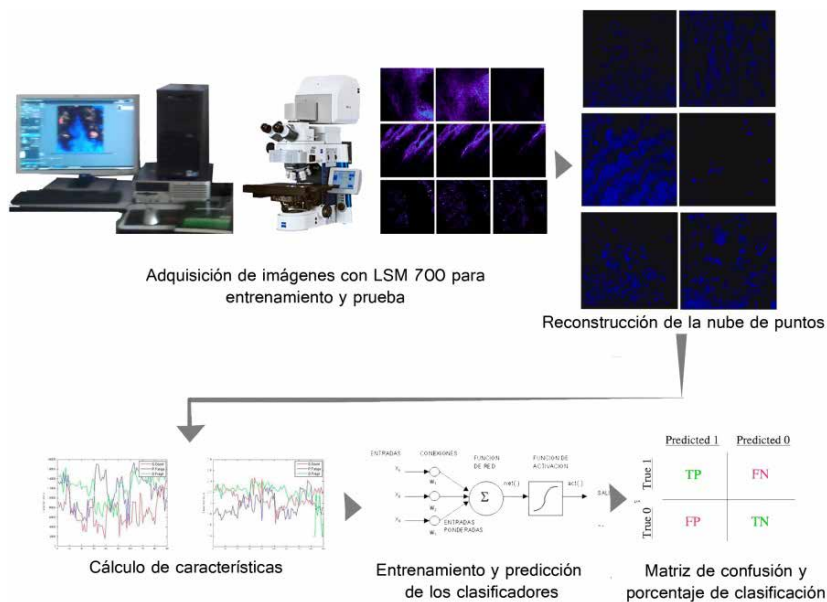 Adquisición de imágenes con LSM 700 para
entrenamiento y prueba
Reconstrucción de la nube de puntos
Cálculo de características
ENTRADAS
CONEXIONES
FUNCION
DE RED
FUNCION DE
ACTIVACION
Σ
net()
act()
ENTRADAS
PONDERADAS
Entrenamiento y predicción
de los clasificadores
Predicted 1 Predicted 0
True 1 TP FN
True 0 FP TN
Matriz de confusión y
porcentaje de clasificación